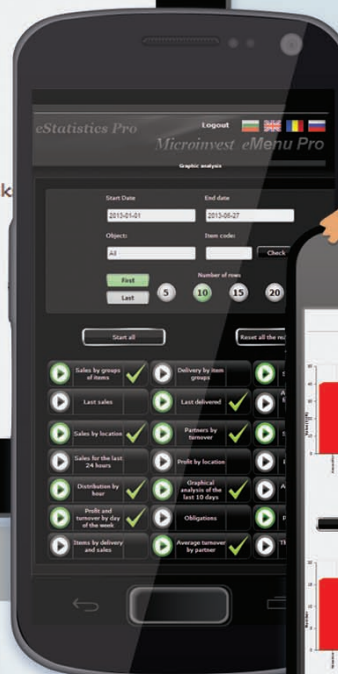 eStatistics Pro
Logout
Microinvest eMenu Pro
Graphic analysis
Start Date
End date
2013-01-01
2013-06-27
Object:
Item code:
All
Check
First
Number of rows
Last
5
10
15
20
Start all
Reset all the
Sales by groups
of items
Delivery by item
groups
Last sales
Last delivered
Sales by location
Partners by
turnover
Sales for the last
24 hours
Profit by location
Distribution by
hour
Graphical
analysis of the
last 10 days
Profit and
turnover by day
of the week
Obligations
Items by delivery
and sales
Average turnover
by partner